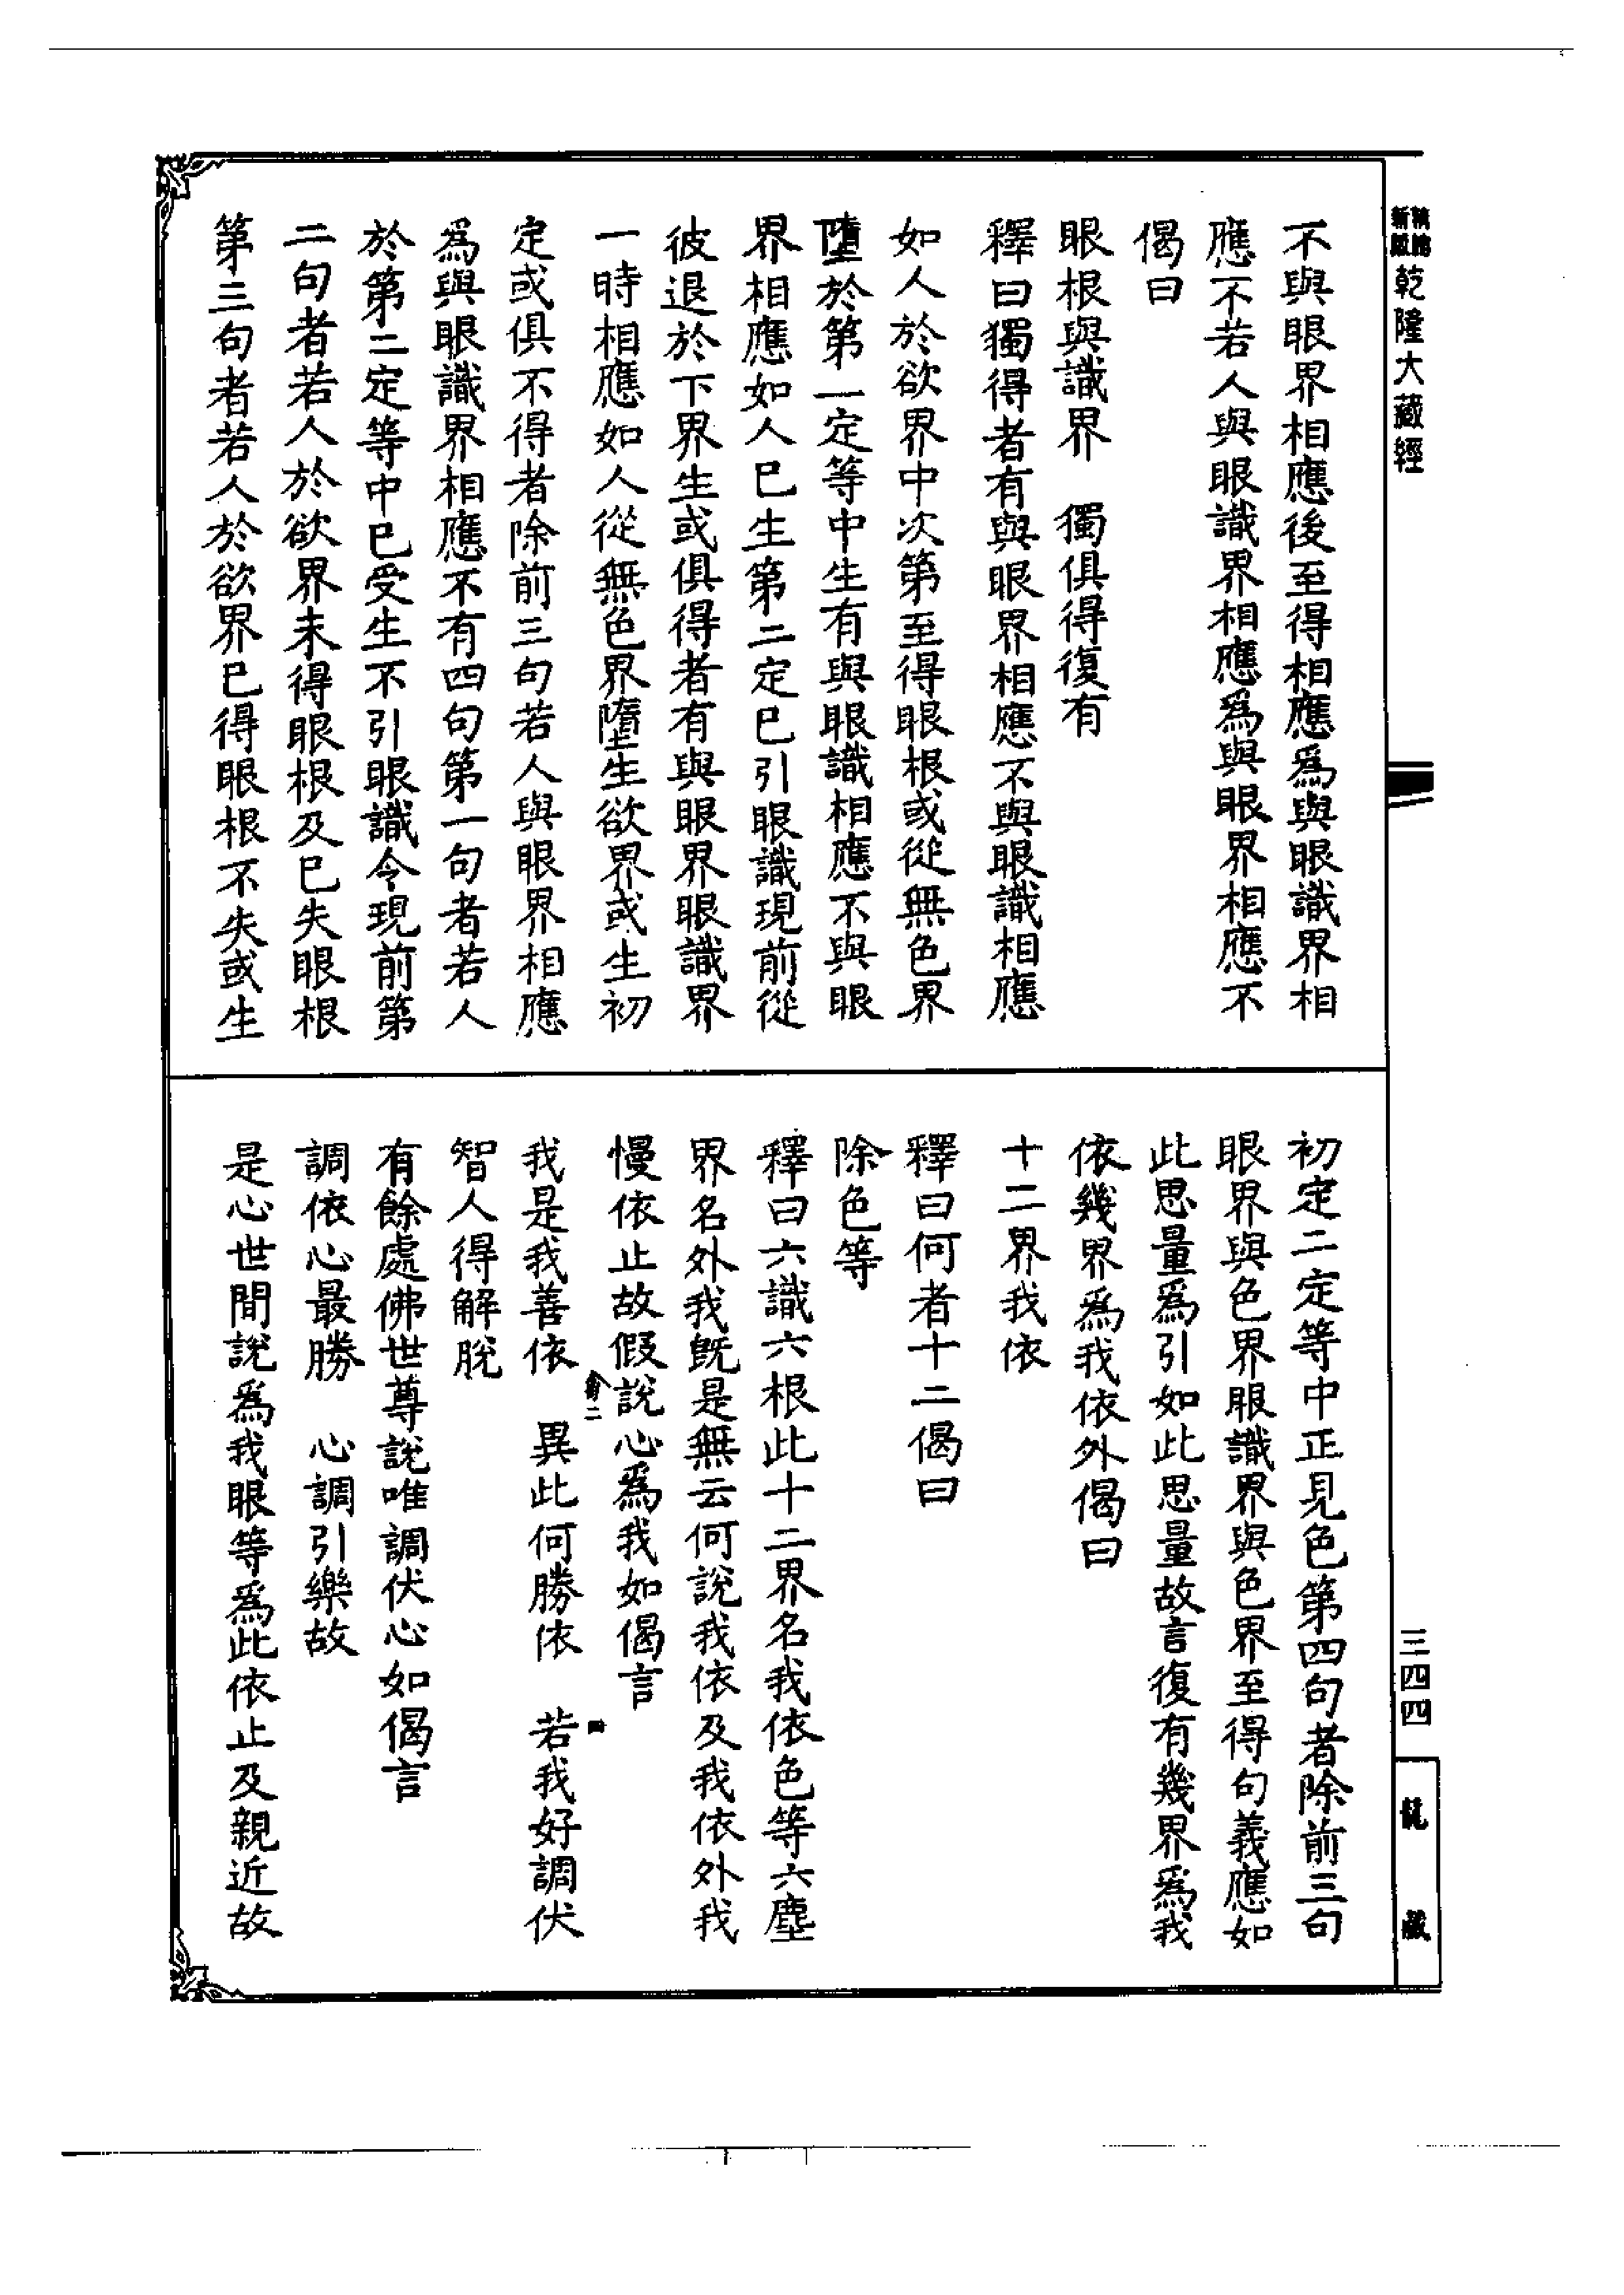 新編
新版乾隆大藏經
不與眼界相應後至得相應爲與眼識界相
應不若人與眼識界相應爲與眼界相應不
偈曰
眼根與識界　獨俱得復有
釋曰獨得者有與眼界相應不與眼識相應
如人於欲界中次第至得眼根或從無色界
墮於第一定等中生有與眼識相應不與眼
界相應如人已生第二定已引眼識現前從
彼退於下界生或俱得者有與眼界眼識界
一時相應如人從無色界墮生欲界或生初
定或俱不得者除前三句若人與眼界相應
爲與眼識界相應不有四句第一句者若人
於第二定等中已受生不引眼識令現前第
二句者若人於欲界未得眼根及已失眼根
第三句者若人於欲界已得眼根不失或生
初定二定等中正見色第四句者除前三句
眼界與色界眼識界與色界至得句義應如
此思量爲引如此思量故言復有幾界爲我
依幾界爲我依外偈曰
十二界我依
釋曰何者十二偈曰
除色等
釋曰六識六根此十二界名我依色等六塵
界名外我旣是無云何說我依及我依外我
慢依止故假說心爲我如偈言
我是我善依　異此何勝依　若我好調伏
智人得解脫
有餘處佛世尊說唯調伏心如偈言
調依心最勝　心調引樂故
是心世間說爲我眼等爲此依止及親近故
三四四
龍藏